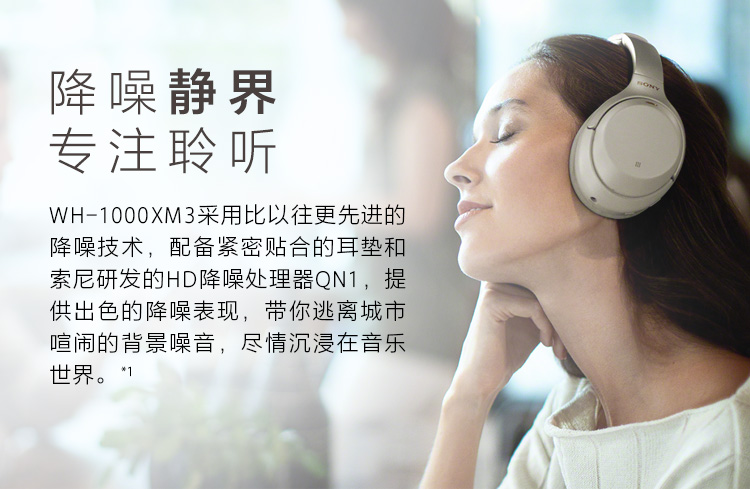 降噪静界
专注聆听
WH-1000XM3采用比以往更先进的
降噪技术，配备紧密贴合的耳垫和
索尼研发的HD降噪处理器QN1，提
供出色的降噪表现，带你逃离城市
喧闹的背景噪音，尽情沉浸在音乐
世界。*1
SONY